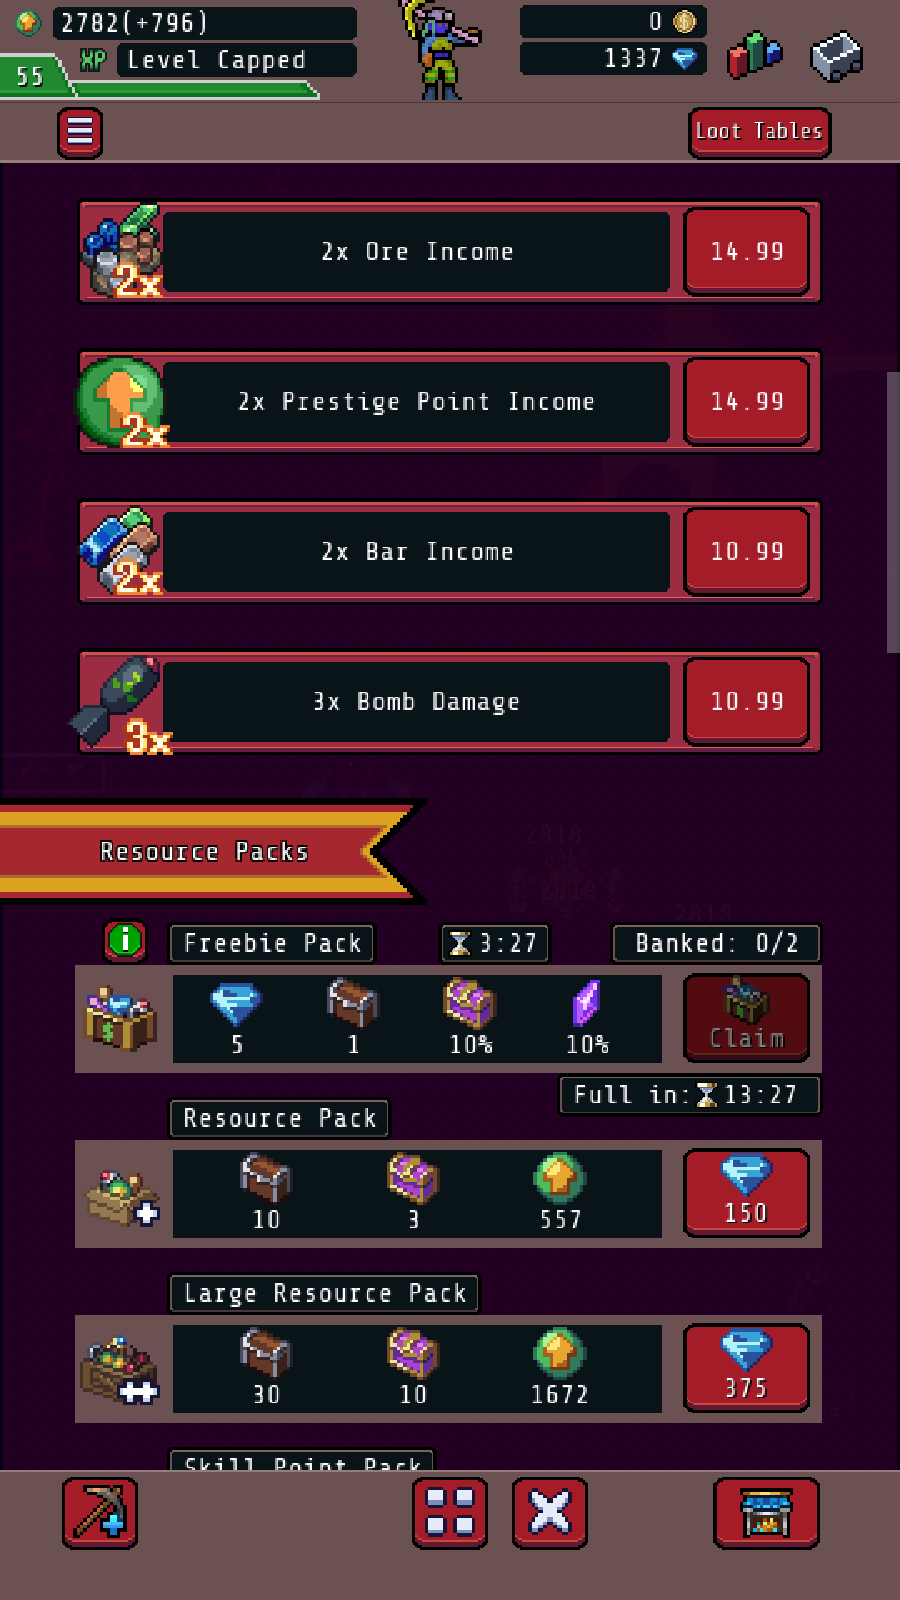 2782(+796)
0
XP Level Capped
1337
55
Loot Tables
2x
2x Ore Income
14.99
2x
2x Prestige Point Income
14.99
2x
2x Bar Income
10.99
3x
3x Bomb Damage
10.99
Resource Packs
2818
2818
i
Freebie Pack
3:27
Banked: 0/2
$
5
1
10%
10%
Claim
Full in: 13:27
Resource Pack
10
3
557
150
Large Resource Pack
30
10
1672
375
Skill Point Pack